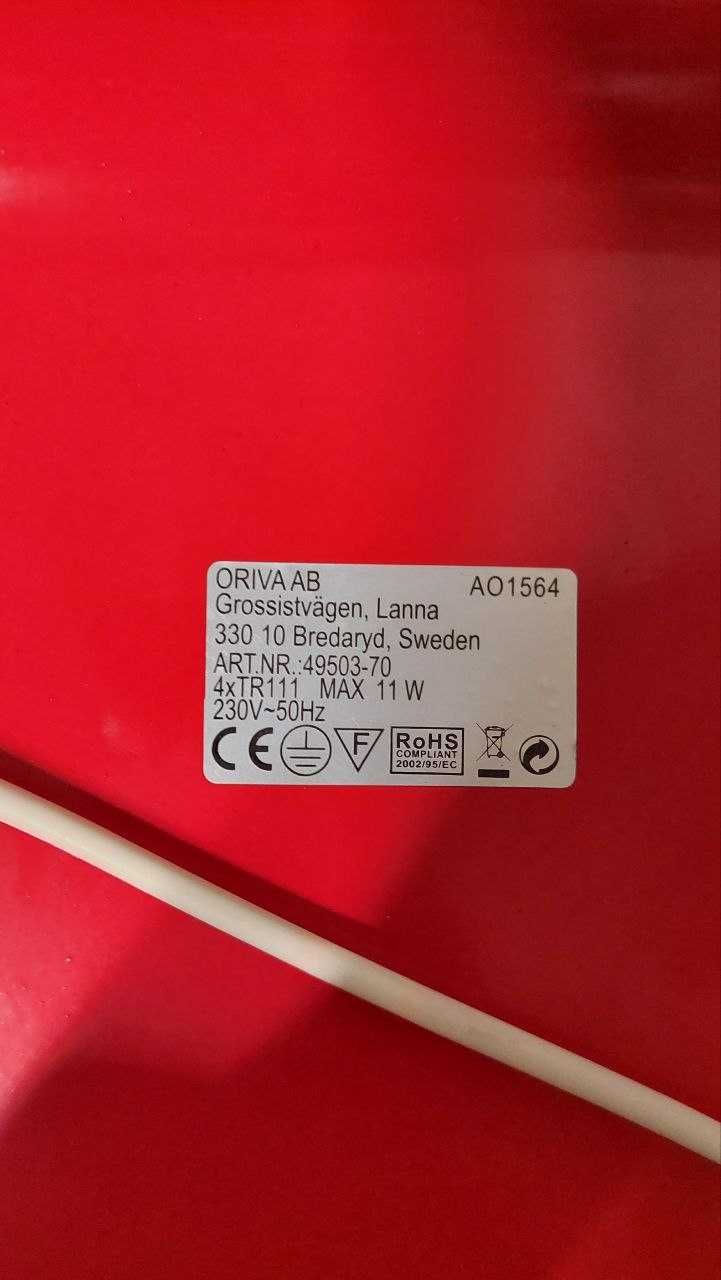 ORIVA AB AO1564
Grossistvägen, Lanna
330 10 Bredaryd, Sweden
ART.NR.:49503-70
4xTR111 MAX 11 W
230V~50Hz
CE F RoHS
COMPLIANT
2002/95/EC